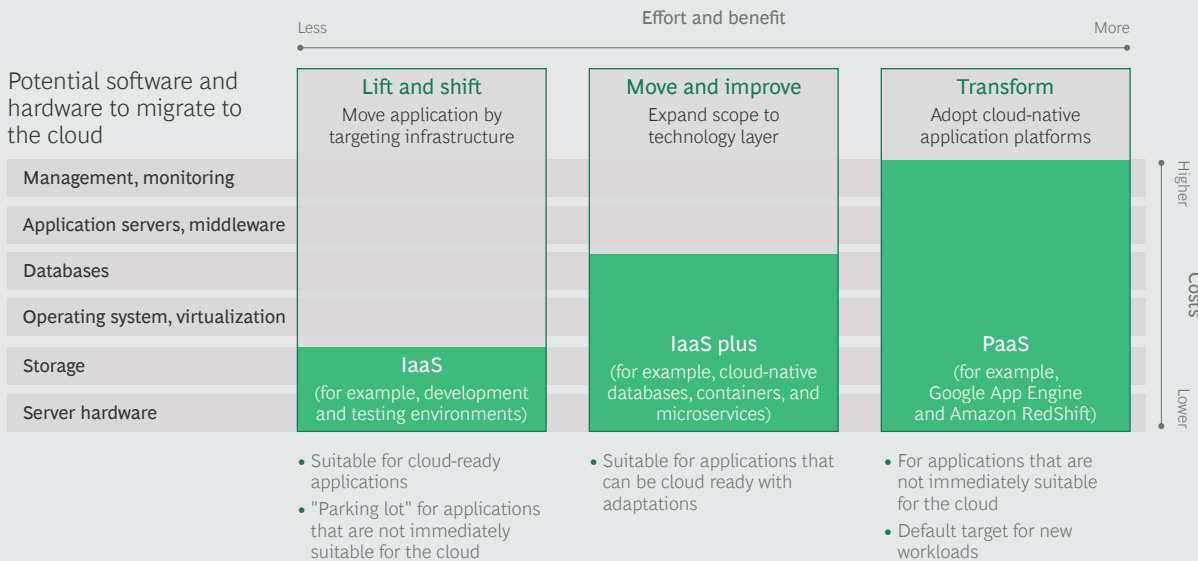 Effort and benefit
Less
More
Potential software and
hardware to migrate to
the cloud
Lift and shift
Move application by
targeting infrastructure
Move and improve
Expand scope to
technology layer
Transform
Adopt cloud-native
application platforms
Management, monitoring
Application servers, middleware
Databases
Operating system, virtualization
Storage
Server hardware
IaaS
(for example, development
and testing environments)
IaaS plus
(for example, cloud-native
databases, containers, and
microservices)
PaaS
(for example,
Google App Engine
and Amazon RedShift)
Higher
Costs
Lower
• Suitable for cloud-ready
applications
• "Parking lot" for applications
that are not immediately
suitable for the cloud
• Suitable for applications that
can be cloud ready with
adaptations
• For applications that are
not immediately suitable
for the cloud
• Default target for new
workloads